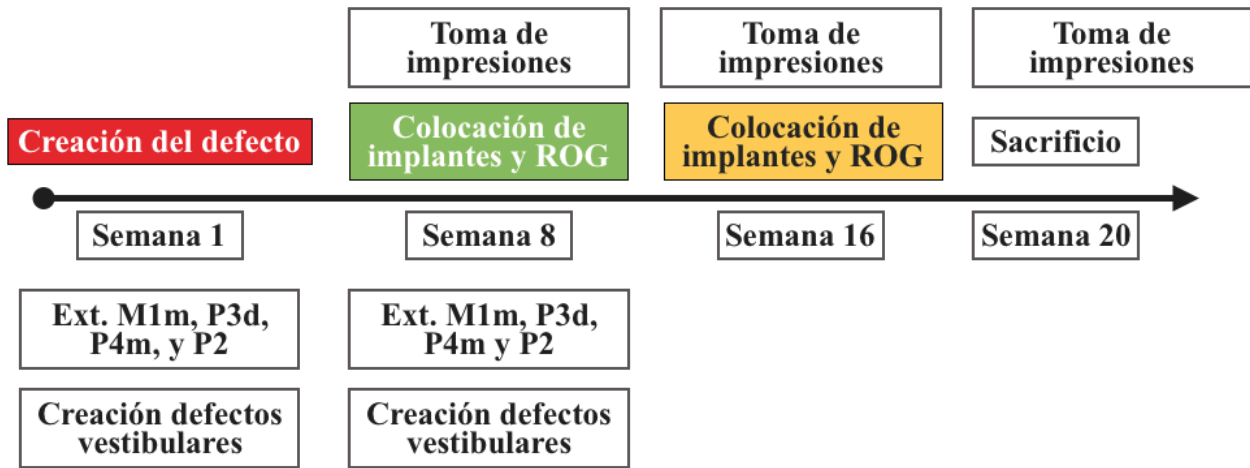 Toma de
impresiones
Toma de
impresiones
Toma de
impresiones
Creación del defecto
Colocación de
implantes y ROG
Colocación de
implantes y ROG
Sacrificio
Semana 1
Semana 8
Semana 16
Semana 20
Ext. M1m, P3d,
P4m, y P2
Ext. M1m, P3d,
P4m y P2
Creación defectos
vestibulares
Creación defectos
vestibulares